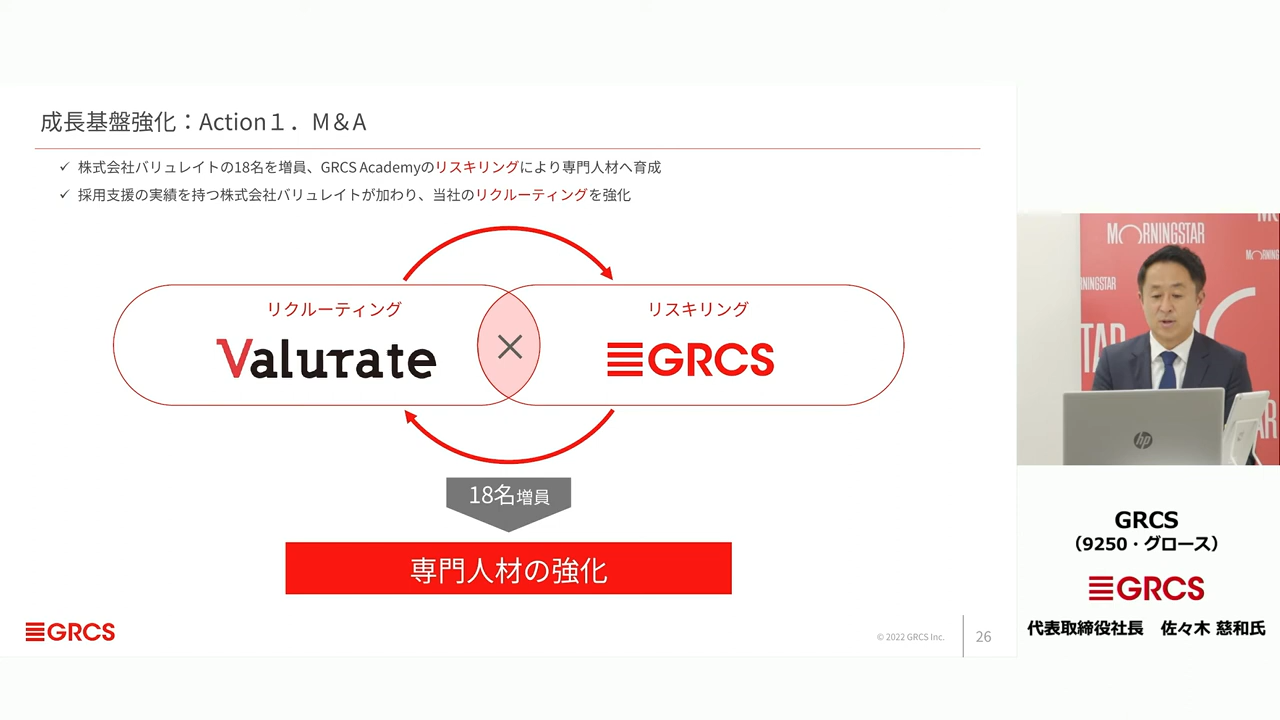 成長基盤強化：Action１．M＆A
✓ 株式会社バリュレイトの18名を増員、GRCS Academyのリスキリングにより専門人材へ育成
✓ 採用支援の実績を持つ株式会社バリュレイトが加わり、当社のリクルーティングを強化
リクルーティング
リスキリング
Valurate
×
GRCS
18名増員
専門人材の強化
GRCS
© 2022 GRCS Inc.
26
MORNINGSTAR
MORNINGSTAR
hp
GRCS
（9250・グロース）
GRCS
代表取締役社長　佐々木 慈和氏